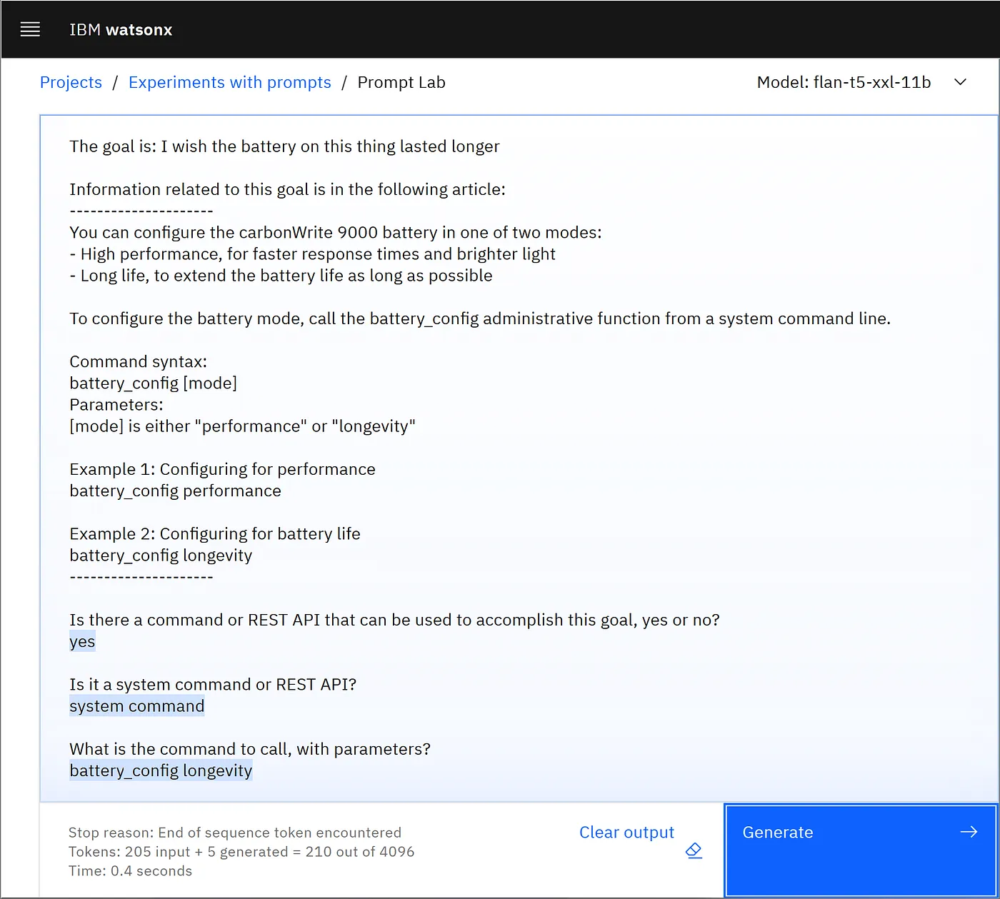 IBM watsonx
Projects / Experiments with prompts / Prompt Lab
Model: flan-t5-xxl-11b
The goal is: I wish the battery on this thing lasted longer
Information related to this goal is in the following article:
---------------------
You can configure the carbonWrite 9000 battery in one of two modes:
- High performance, for faster response times and brighter light
- Long life, to extend the battery life as long as possible
To configure the battery mode, call the battery_config administrative function from a system command line.
Command syntax:
battery_config [mode]
Parameters:
[mode] is either "performance" or "longevity"
Example 1: Configuring for performance
battery_config performance
Example 2: Configuring for battery life
battery_config longevity
---------------------
Is there a command or REST API that can be used to accomplish this goal, yes or no?
yes
Is it a system command or REST API?
system command
What is the command to call, with parameters?
battery_config longevity
Stop reason: End of sequence token encountered
Tokens: 205 input + 5 generated = 210 out of 4096
Time: 0.4 seconds
Clear output
Generate